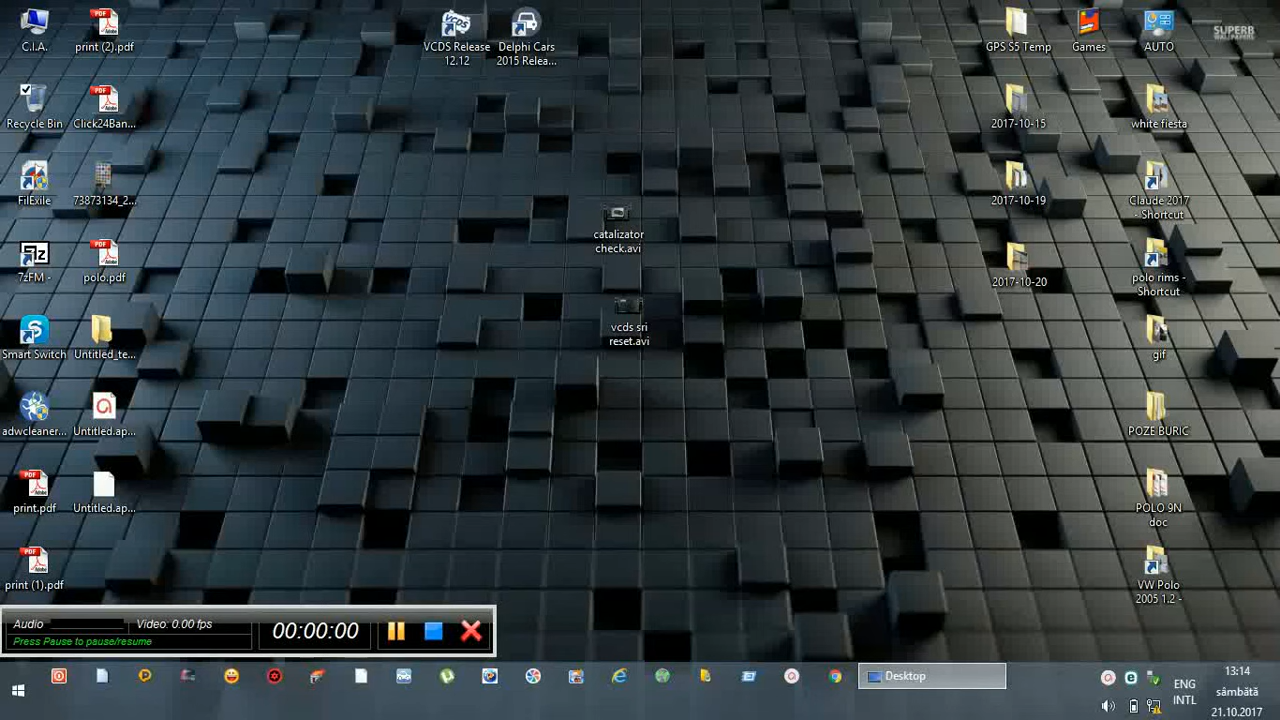 C.I.A.
print (2).pdf
VCDS Release
12.12
Delphi Cars
2015 Relea...
GPS S5 Temp
Games
AUTO
SUPERB
Recycle Bin
Click24Ban...
2017-10-15
white fiesta
FilExile
73873134_2...
2017-10-19
Claude 2017
- Shortcut
catalizator
check.avi
7zFM -
polo.pdf
2017-10-20
polo rims -
Shortcut
vcds sri
reset.avi
Smart Switch
Untitled_te...
gif
adwcleaner...
Untitled.ap...
POZE BURIC
print.pdf
Untitled.ap...
POLO 9N
doc
print (1).pdf
VW Polo
2005 1.2 -
Audio
Video: 0.00 fps
Press Pause to pause/resume
00:00:00
Desktop
ENG
INTL
13:14
sâmbătă
21.10.2017